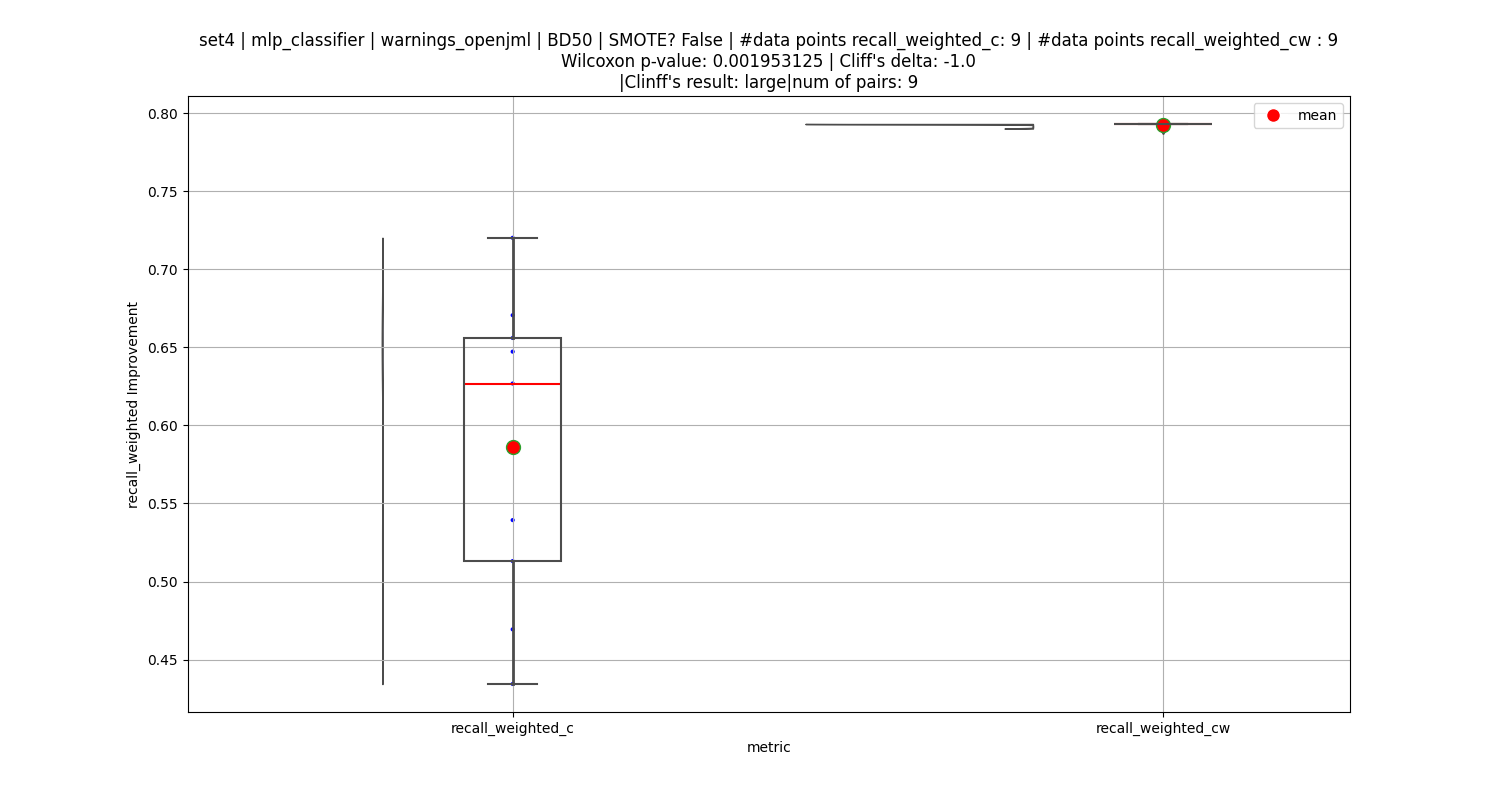 set4 | mlp_classifier | warnings_openjml | BD50 | SMOTE? False | #data points recall_weighted_c: 9 | #data points recall_weighted_cw : 9
Wilcoxon p-value: 0.001953125 | Cliff's delta: -1.0
|Clinff's result: large|num of pairs: 9
mean
0.80
0.75
0.70
0.65
0.60
0.55
0.50
0.45
recall_weighted Improvement
recall_weighted_c
recall_weighted_cw
metric